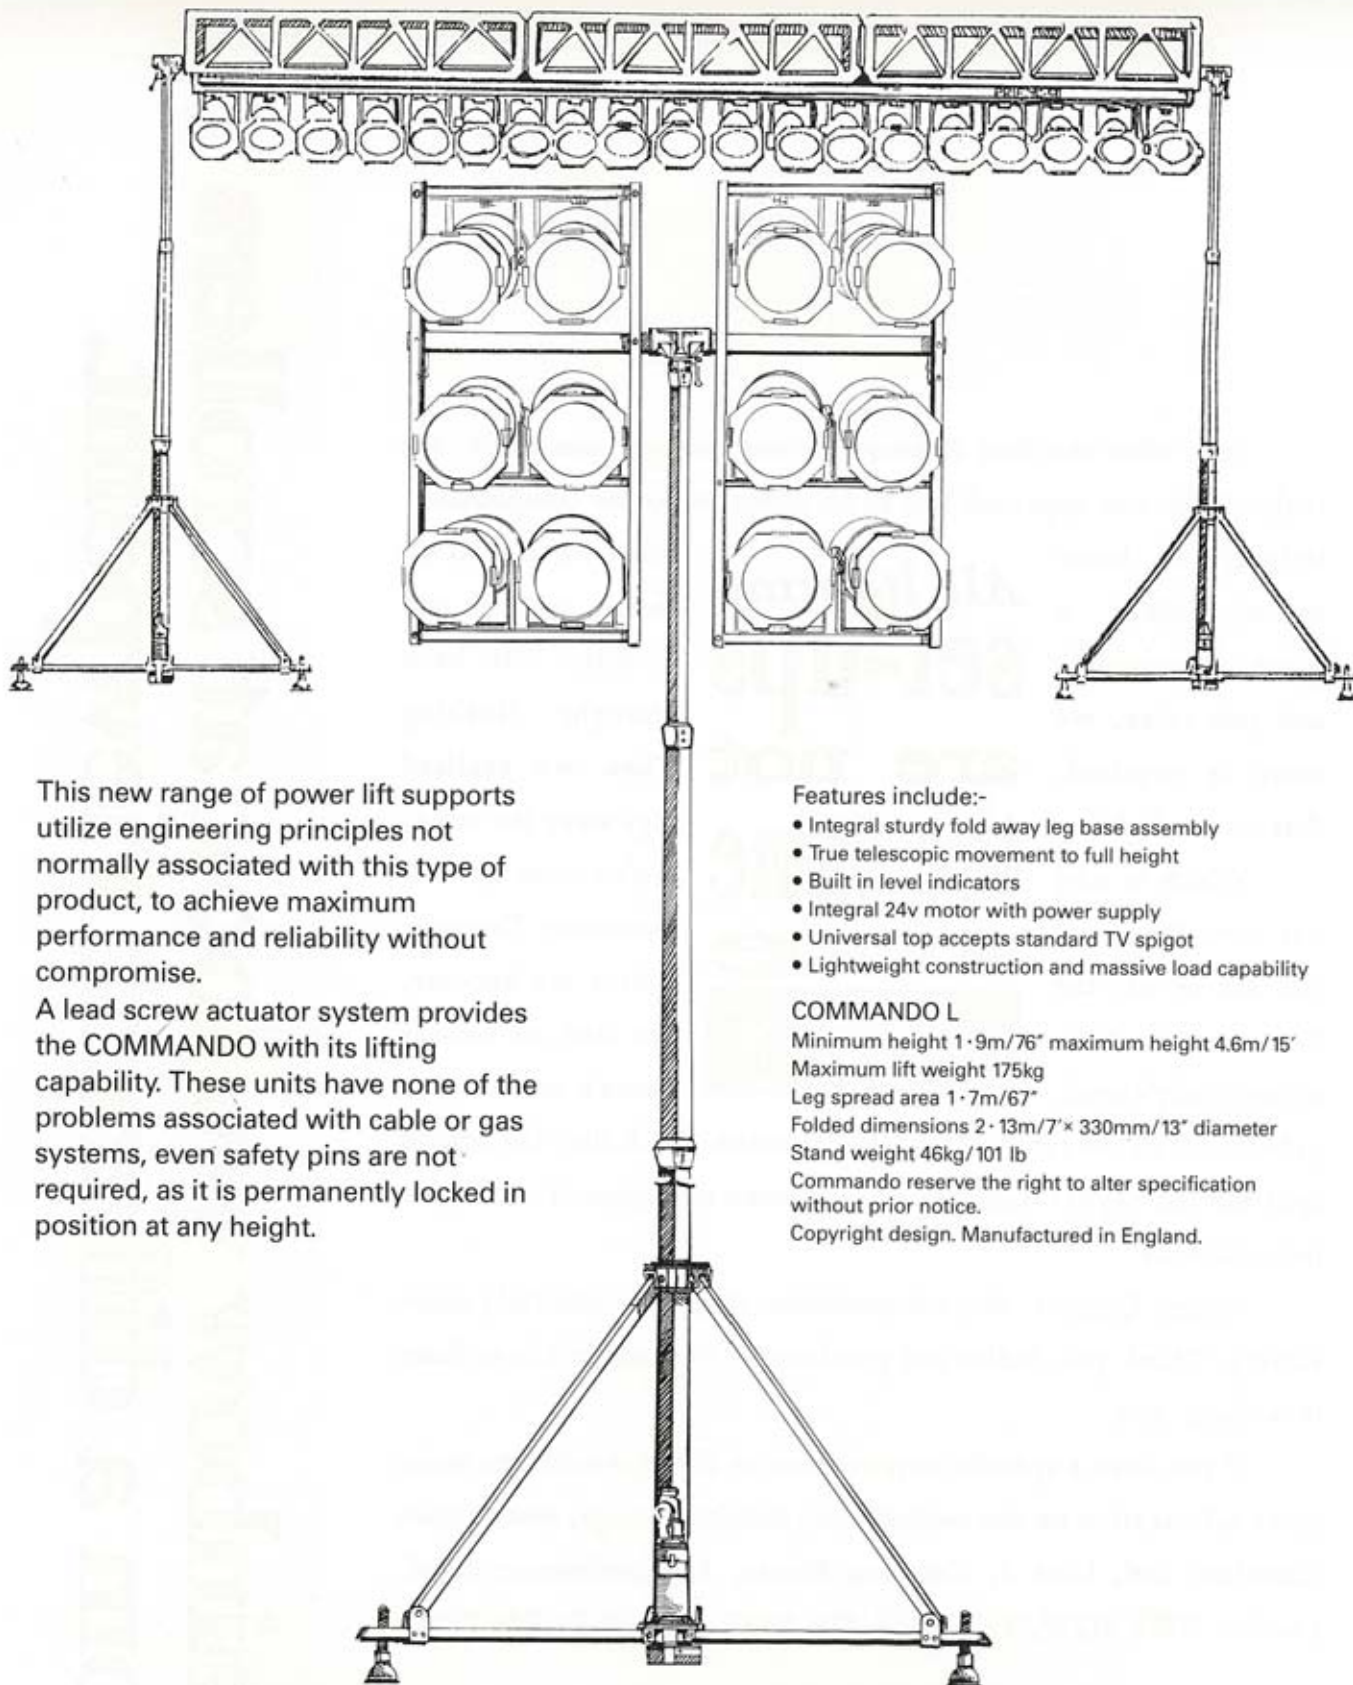 This new range of power lift supports
utilize engineering principles not
normally associated with this type of
product, to achieve maximum
performance and reliability without
compromise.
A lead screw actuator system provides
the COMMANDO with its lifting
capability. These units have none of the
problems associated with cable or gas
systems, even safety pins are not
required, as it is permanently locked in
position at any height.
Features include:-
• Integral sturdy fold away leg base assembly
• True telescopic movement to full height
• Built in level indicators
• Integral 24v motor with power supply
• Universal top accepts standard TV spigot
• Lightweight construction and massive load capability
COMMANDO L
Minimum height 1·9m/76″ maximum height 4.6m/15′
Maximum lift weight 175kg
Leg spread area 1·7m/67″
Folded dimensions 2·13m/7′× 330mm/13″ diameter
Stand weight 46kg/101 lb
Commando reserve the right to alter specification
without prior notice.
Copyright design. Manufactured in England.